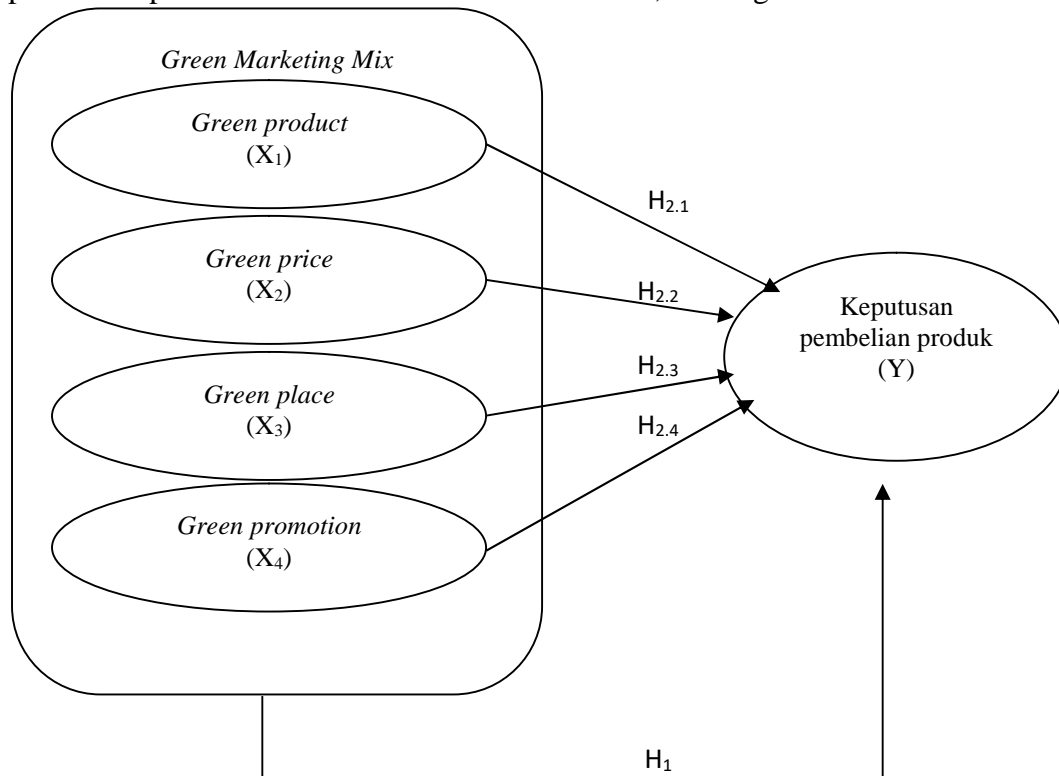 Green Marketing Mix
Green product
(X₁)
H₂.₁
Green price
(X₂)
H₂.₂
Keputusan
pembelian produk
(Y)
Green place
(X₃)
H₂.₃
H₂.₄
Green promotion
(X₄)
H₁